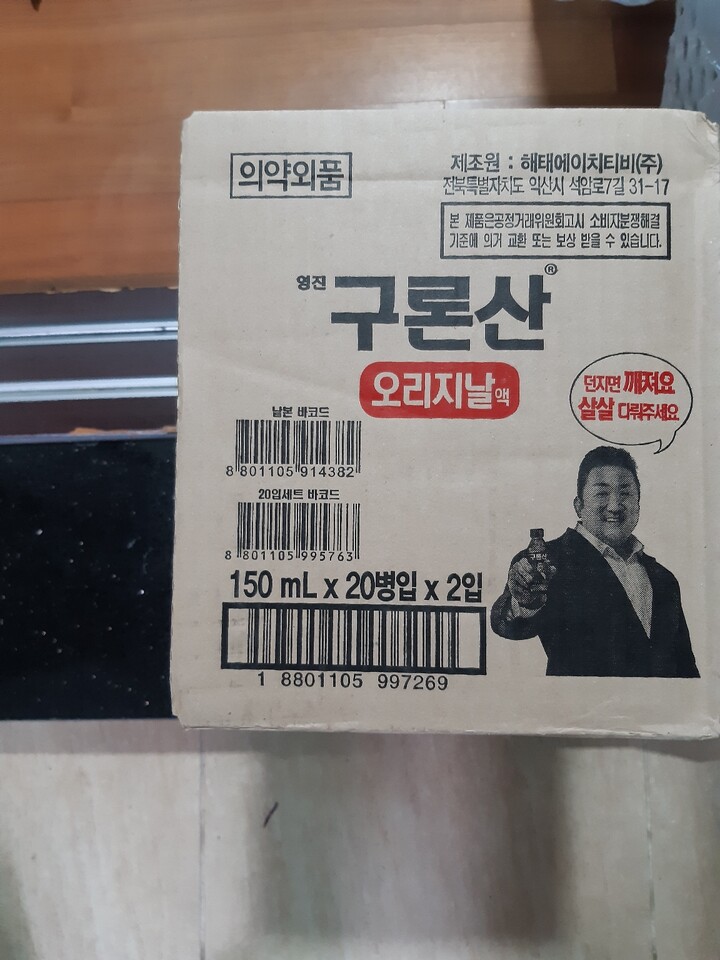 의약외품
제조원 : 해태에이치티비(주)
전북특별자치도 익산시 석암로7길 31-17
본 제품은공정거래위원회고시 소비자분쟁해결
기준에 의거 교환 또는 보상 받을 수 있습니다.
영진 구론산®
오리지날액
던지면 깨져요
살살 다뤄주세요
낱본 바코드
8 801105 914382
20입세트 바코드
8 801105 995763
구론산
150 mL x 20병입 x 2입
1 8801105 997269